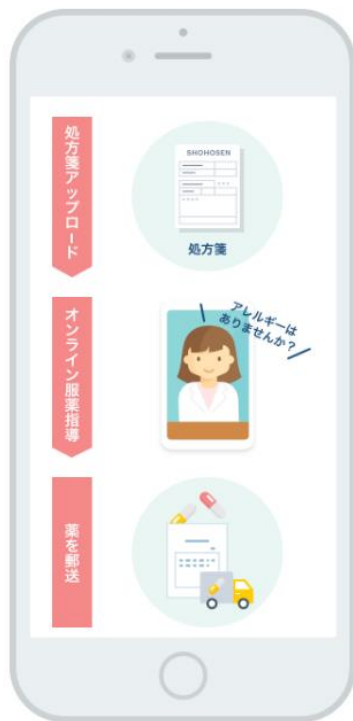 処方箋アップロード
SHOHOSEN
処方箋
オンライン服薬指導
アレルギーは
ありませんか？
薬を郵送